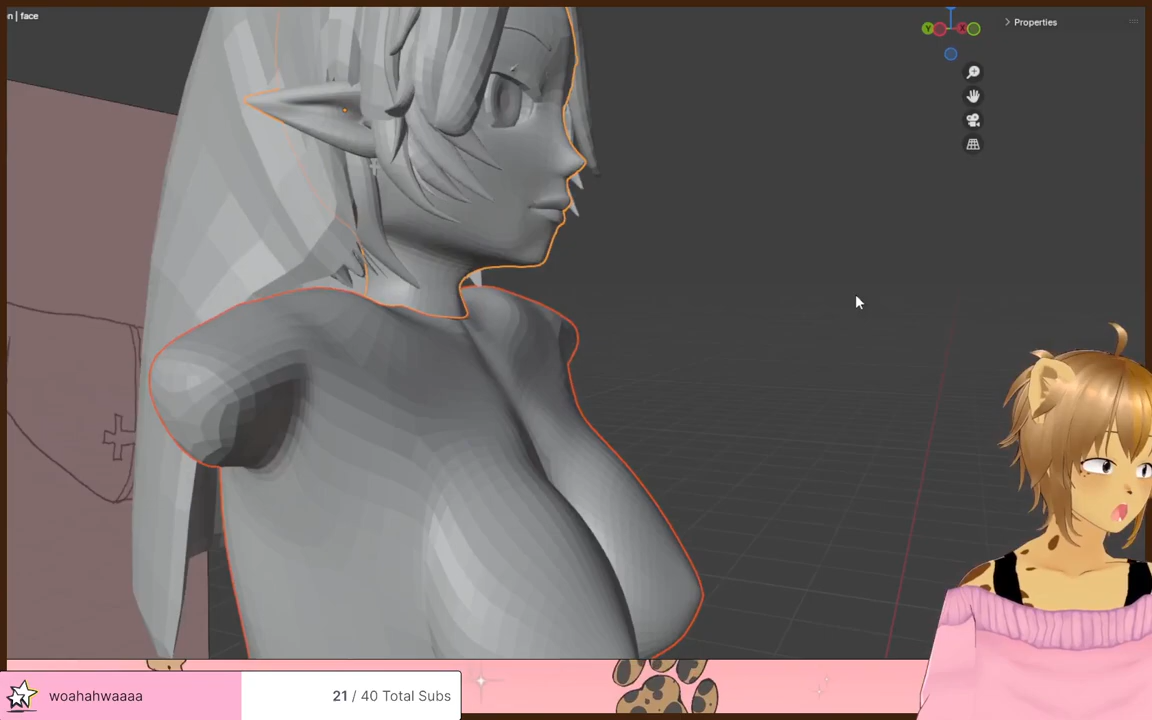 n | face
Properties
Y
X
woahahwaaaa
21 / 40 Total Subs